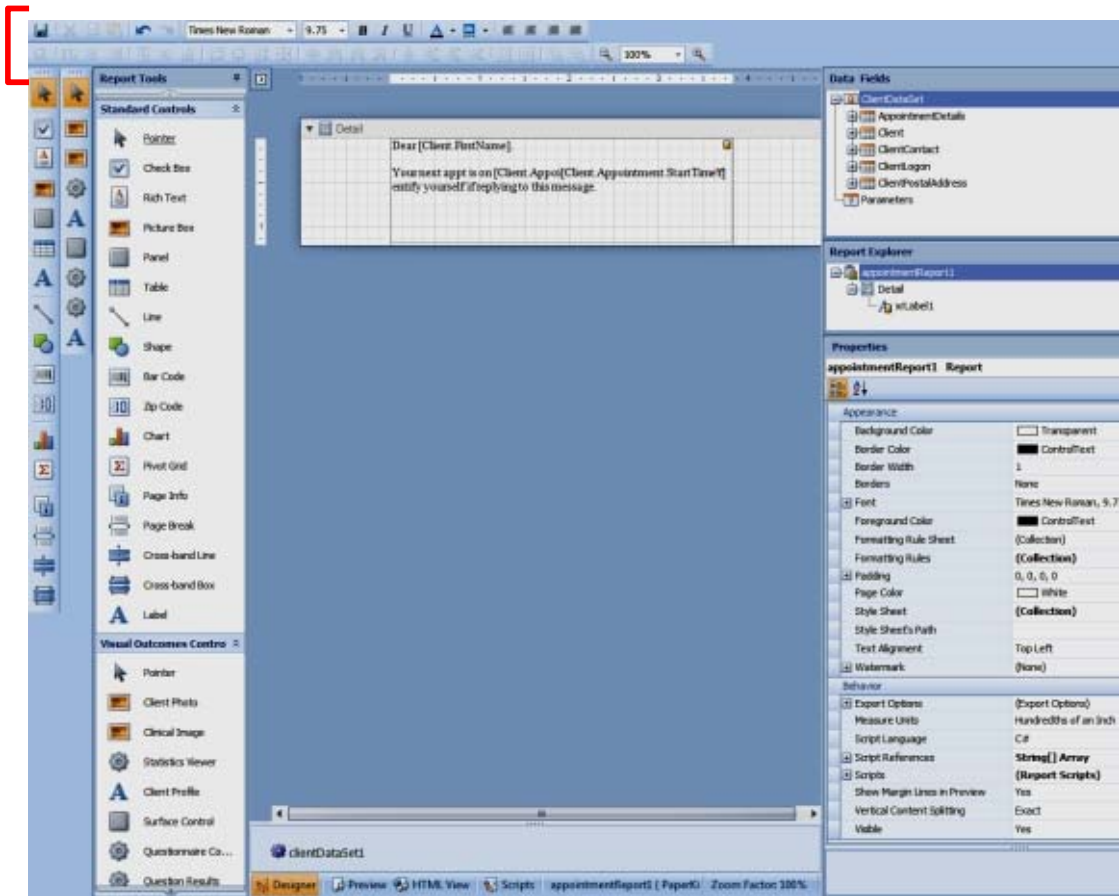 Times New Roman
9.75
B I U A
100%
Report Tools
Standard Controls
Pointer
Check Box
Rich Text
Picture Box
Panel
Table
Line
Shape
Bar Code
Zip Code
Chart
Pivot Grid
Page Info
Page Break
Cross-band Line
Cross-band Box
Label
Visual Outcomes Contro
Pointer
Client Photo
Clinical Image
Statistics Viewer
Client Profile
Surface Control
Questionnaire Co...
Question Results
Detail
Dear [Client.FirstName].
Your next appt is on [Client.Appoi[Client.Appointment.StartTime
entify yourself if replying to this message.
clientDataSet1
Designer Preview HTML View Scripts appointmentReport1 { PaperKi Zoom Factor: 100%
Data Fields
ClientDataSet
AppointmentDetails
Client
ClientContact
ClientLogon
ClientPostalAddress
Parameters
Report Explorer
appointmentReport1
Detail
xrLabel1
Properties
appointmentReport1 Report
Appearance
Background Color Transparent
Border Color ControlText
Border Width 1
Borders None
Font Times New Roman, 9.7
Foreground Color ControlText
Formatting Rule Sheet (Collection)
Formatting Rules (Collection)
Padding 0, 0, 0, 0
Page Color White
Style Sheet (Collection)
Style Sheet's Path
Text Alignment Top Left
Watermark (None)
Behavior
Export Options (Export Options)
Measure Units Hundredths of an Inch
Script Language C#
Script References String[] Array
Scripts (Report Scripts)
Show Margin Lines in Preview Yes
Vertical Content Splitting Exact
Visible Yes